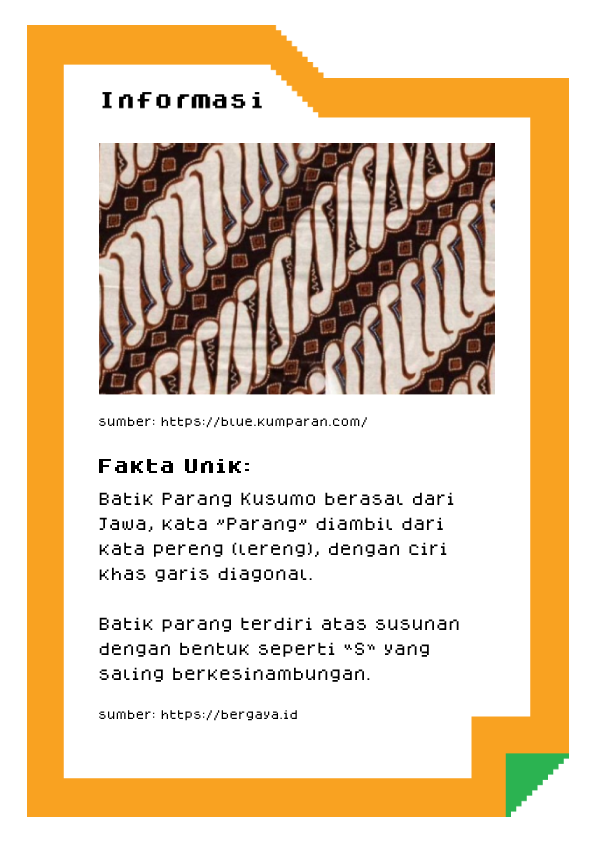 Informasi
sumber: https://blue.kumparan.com/
Fakta Unik:
Batik Parang Kusumo berasal dari
Jawa, kata "Parang" diambil dari
kata pereng (lereng), dengan ciri
khas garis diagonal.
Batik parang terdiri atas susunan
dengan bentuk seperti "S" yang
saling berkesinambungan.
sumber: https://bergaya.id